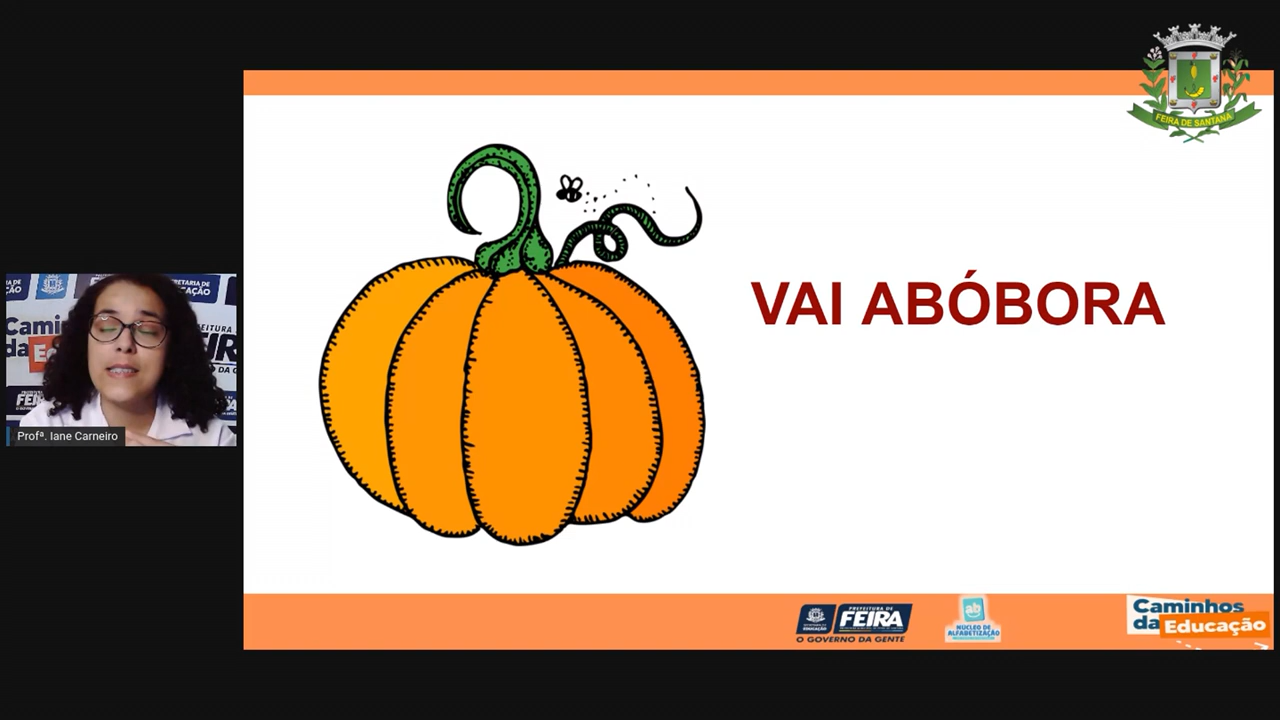 FEIRA DE SANTANA
VAI ABÓBORA
Profª. Iane Carneiro
PREFEITURA DE
FEIRA
O GOVERNO DA GENTE
ab
NÚCLEO DE
ALFABETIZAÇÃO
Caminhos
da Educação